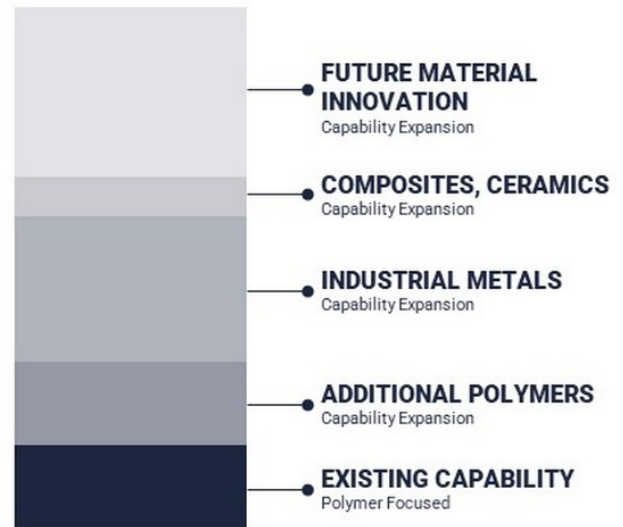 FUTURE MATERIAL
INNOVATION
Capability Expansion
COMPOSITES, CERAMICS
Capability Expansion
INDUSTRIAL METALS
Capability Expansion
ADDITIONAL POLYMERS
Capability Expansion
EXISTING CAPABILITY
Polymer Focused